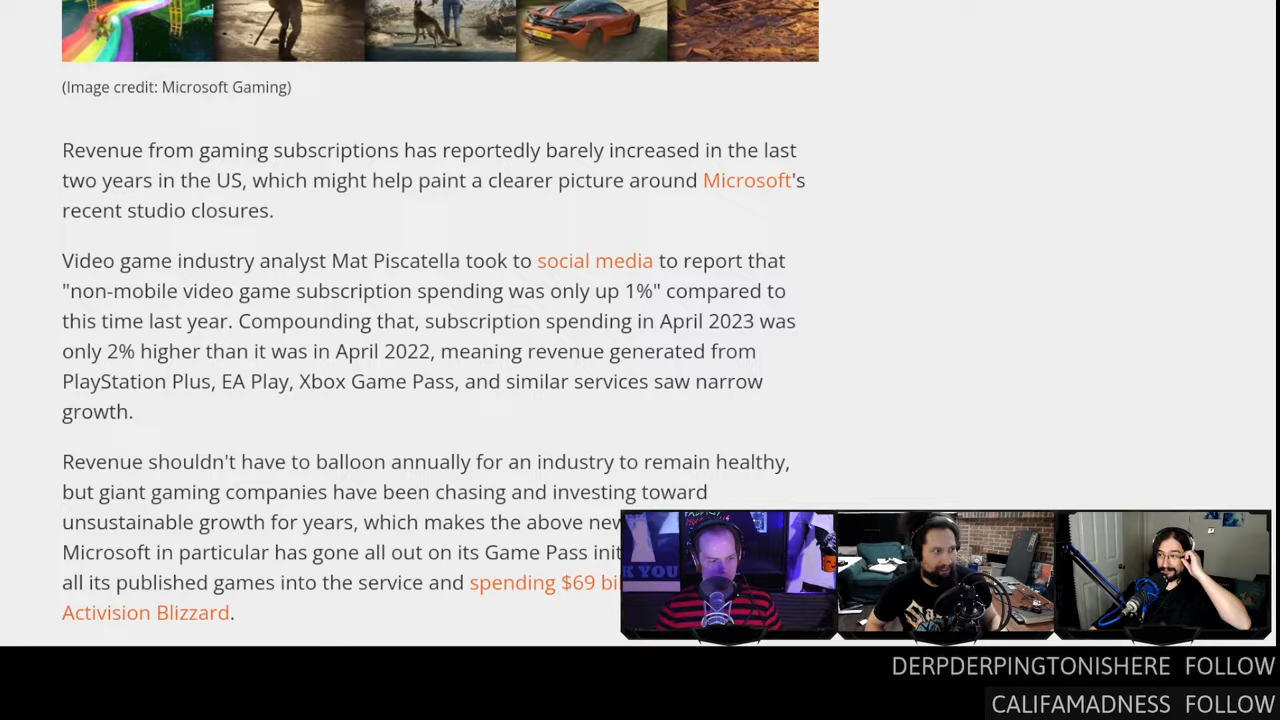 (Image credit: Microsoft Gaming)
Revenue from gaming subscriptions has reportedly barely increased in the last
two years in the US, which might help paint a clearer picture around Microsoft's
recent studio closures.
Video game industry analyst Mat Piscatella took to social media to report that
"non-mobile video game subscription spending was only up 1%" compared to
this time last year. Compounding that, subscription spending in April 2023 was
only 2% higher than it was in April 2022, meaning revenue generated from
PlayStation Plus, EA Play, Xbox Game Pass, and similar services saw narrow
growth.
Revenue shouldn't have to balloon annually for an industry to remain healthy,
but giant gaming companies have been chasing and investing toward
unsustainable growth for years, which makes the above
Microsoft in particular has gone all out on its Game Pass
all its published games into the service and spending $69
Activision Blizzard.
K YOU
DERPDERPINGTONISHERE FOLLOW
CALIFAMADNESS FOLLOW